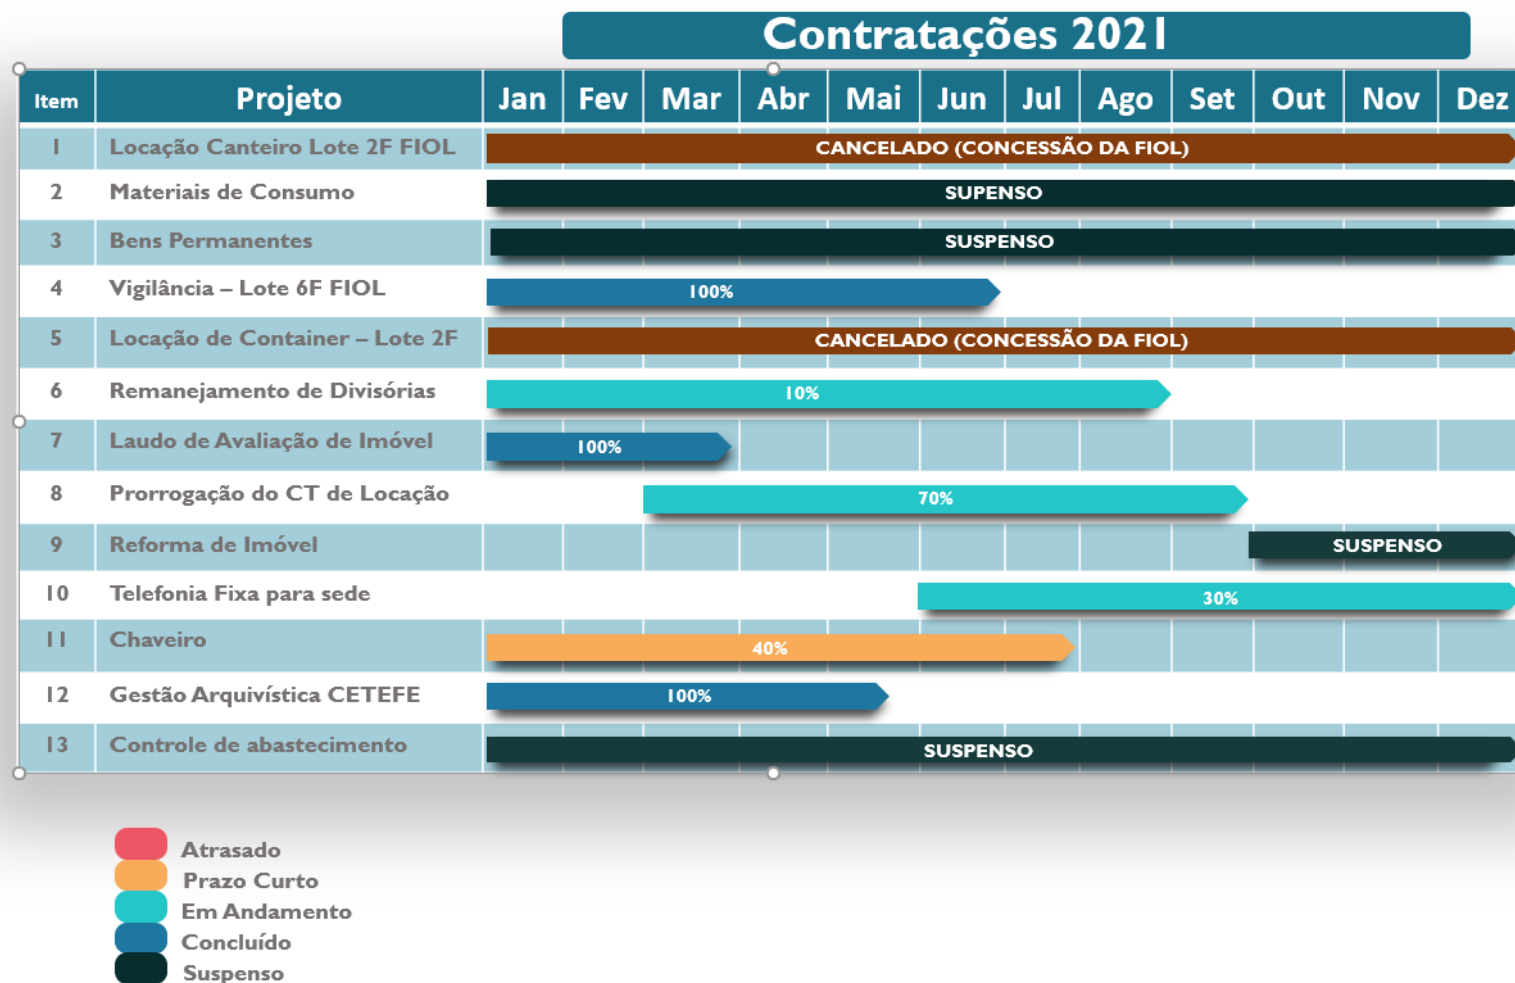 Contratações 2021
Item Projeto Jan Fev Mar Abr Mai Jun Jul Ago Set Out Nov Dez
1 Locação Canteiro Lote 2F FIOL CANCELADO (CONCESSÃO DA FIOL)
2 Materiais de Consumo SUPENSO
3 Bens Permanentes SUSPENSO
4 Vigilância – Lote 6F FIOL 100%
5 Locação de Container – Lote 2F CANCELADO (CONCESSÃO DA FIOL)
6 Remanejamento de Divisórias 10%
7 Laudo de Avaliação de Imóvel 100%
8 Prorrogação do CT de Locação 70%
9 Reforma de Imóvel SUSPENSO
10 Telefonia Fixa para sede 30%
11 Chaveiro 40%
12 Gestão Arquivística CETEFE 100%
13 Controle de abastecimento SUSPENSO
Atrasado
Prazo Curto
Em Andamento
Concluído
Suspenso